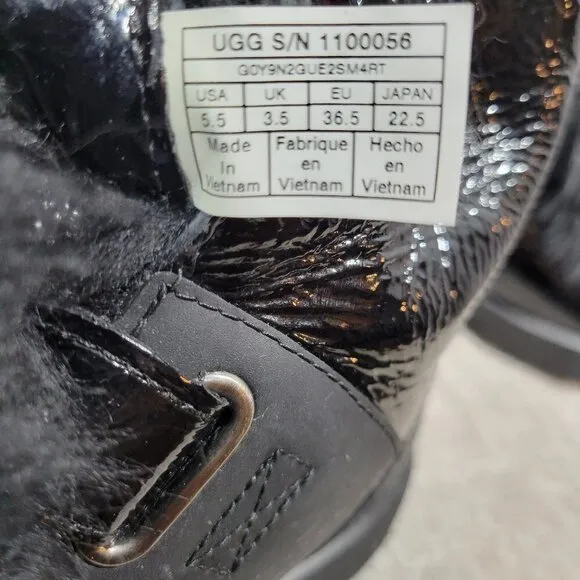 UGG S/N 1100056
G0Y9N2GUE2SM4RT
USA UK EU JAPAN
5.5 3.5 36.5 22.5
Made Fabrique Hecho
In en en
Vietnam Vietnam Vietnam